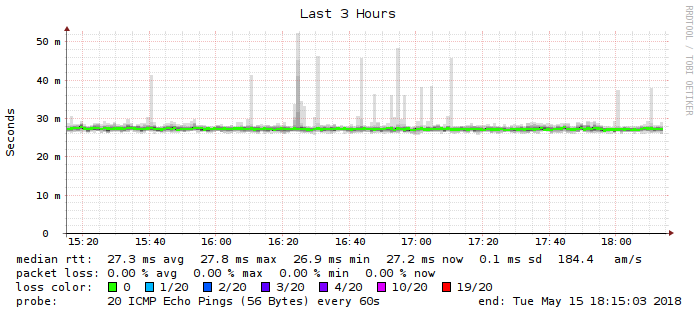 Last 3 Hours
RRDTOOL / TOBI OETIKER
Seconds
50 m
40 m
30 m
20 m
10 m
0
15:20 15:40 16:00 16:20 16:40 17:00 17:20 17:40 18:00
median rtt: 27.3 ms avg 27.8 ms max 26.9 ms min 27.2 ms now 0.1 ms sd 184.4 am/s
packet loss: 0.00 % avg 0.00 % max 0.00 % min 0.00 % now
loss color: 0 1/20 2/20 3/20 4/20 10/20 19/20
probe: 20 ICMP Echo Pings (56 Bytes) every 60s end: Tue May 15 18:15:03 2018